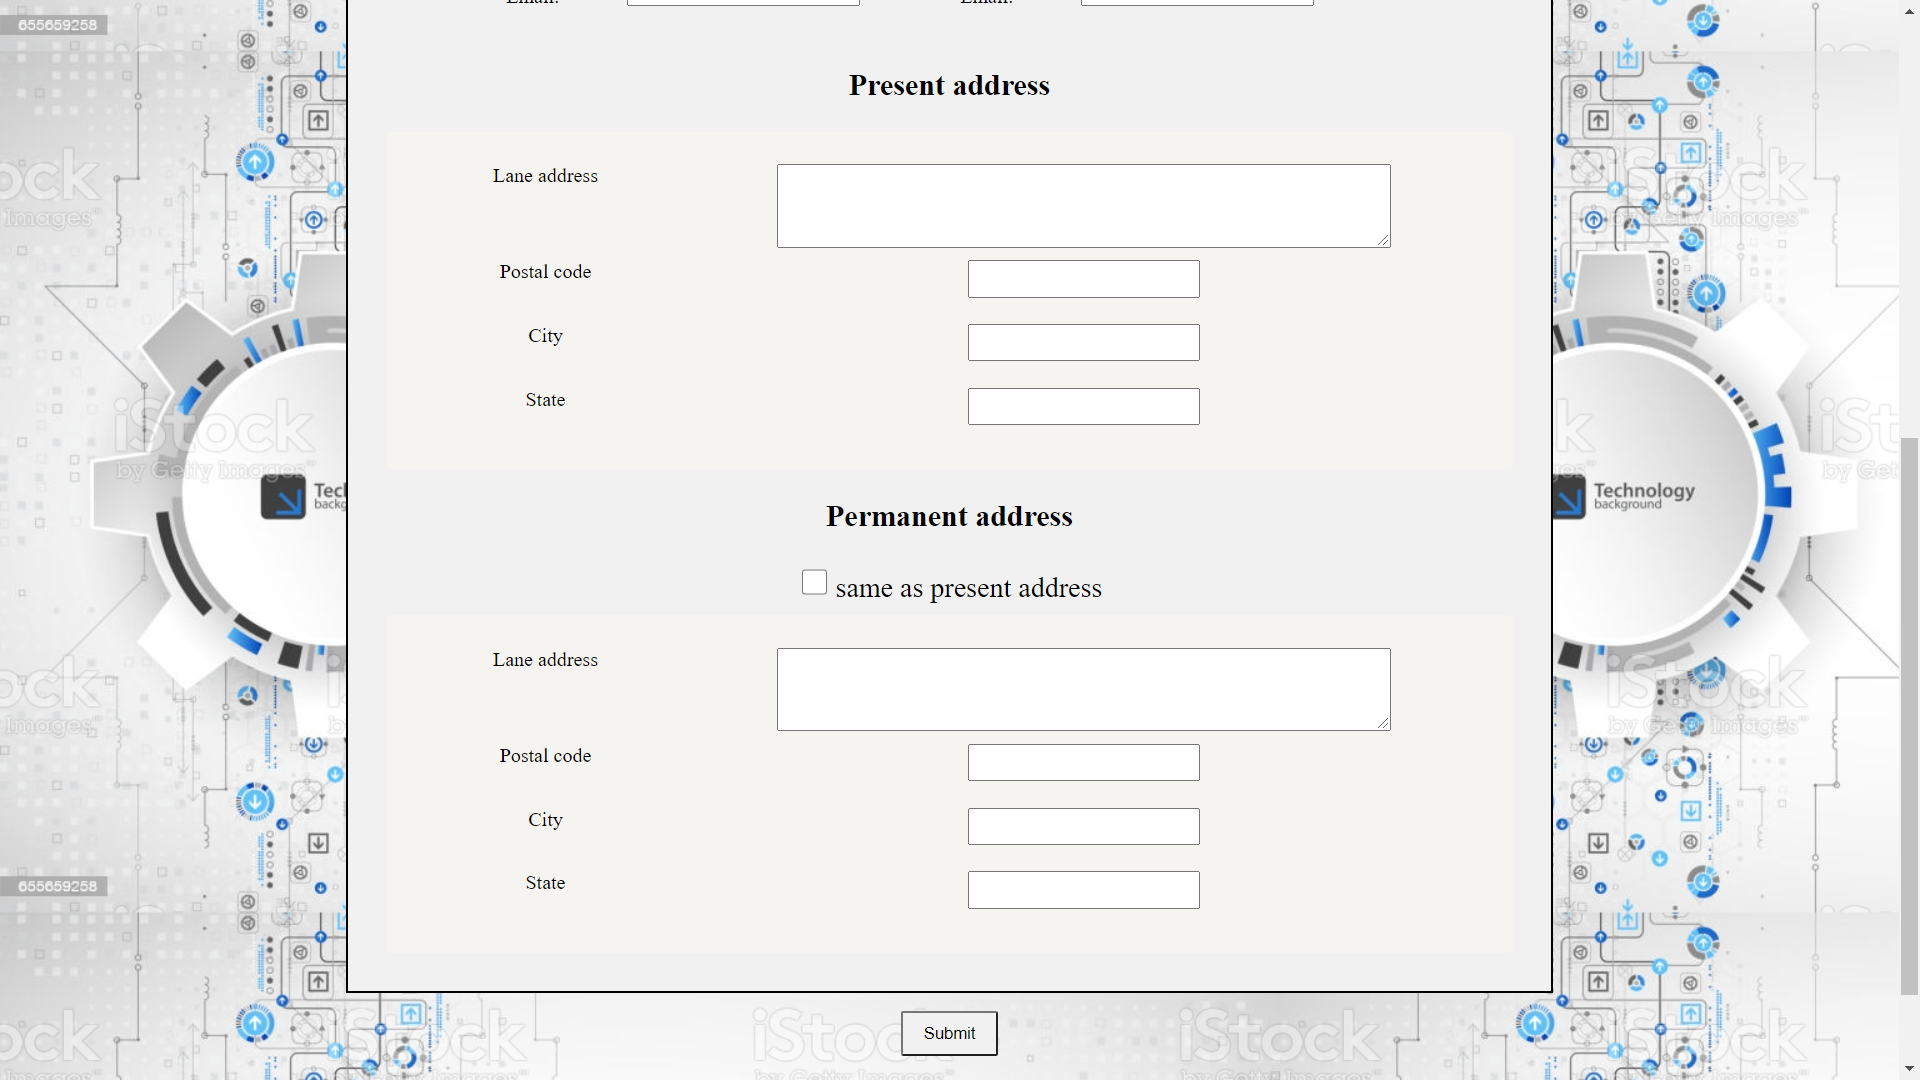 Email:
Email:
655659258
Present address
Lane address
Postal code
City
State
Permanent address
same as present address
Lane address
Postal code
City
State
Submit
655659258
Technology
background
iStock
by Getty Images™